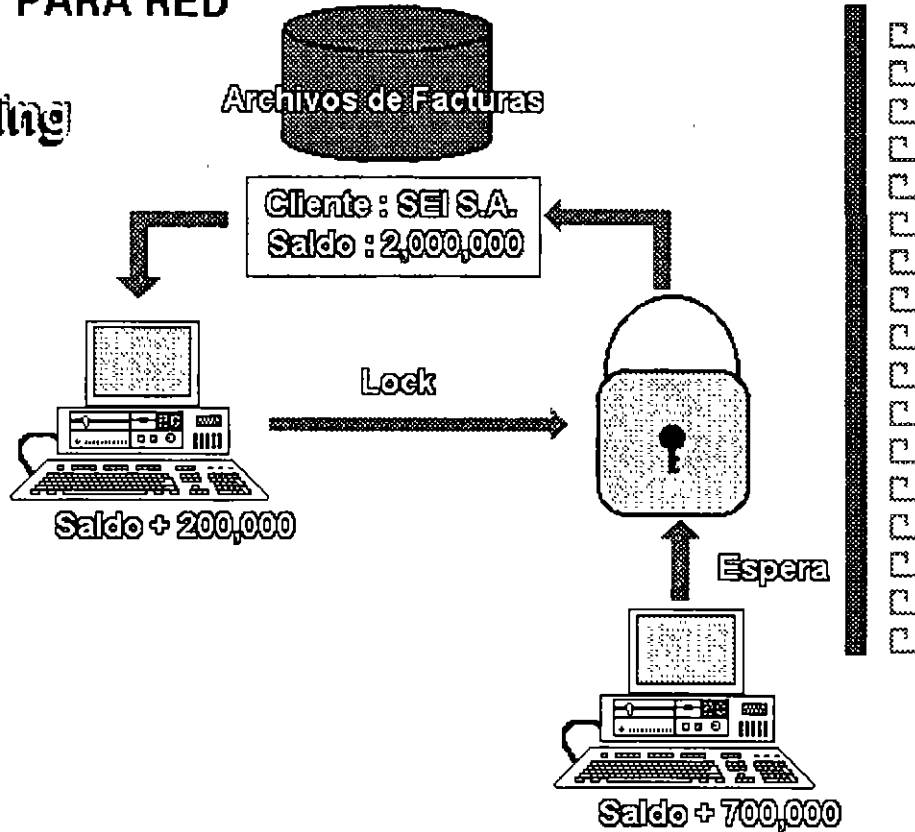 PARA RED
ing
Archivos de Facturas
Cliente : SEI S.A.
Saldo : 2,000,000
Lock
Saldo + 200,000
Espera
Saldo + 700,000